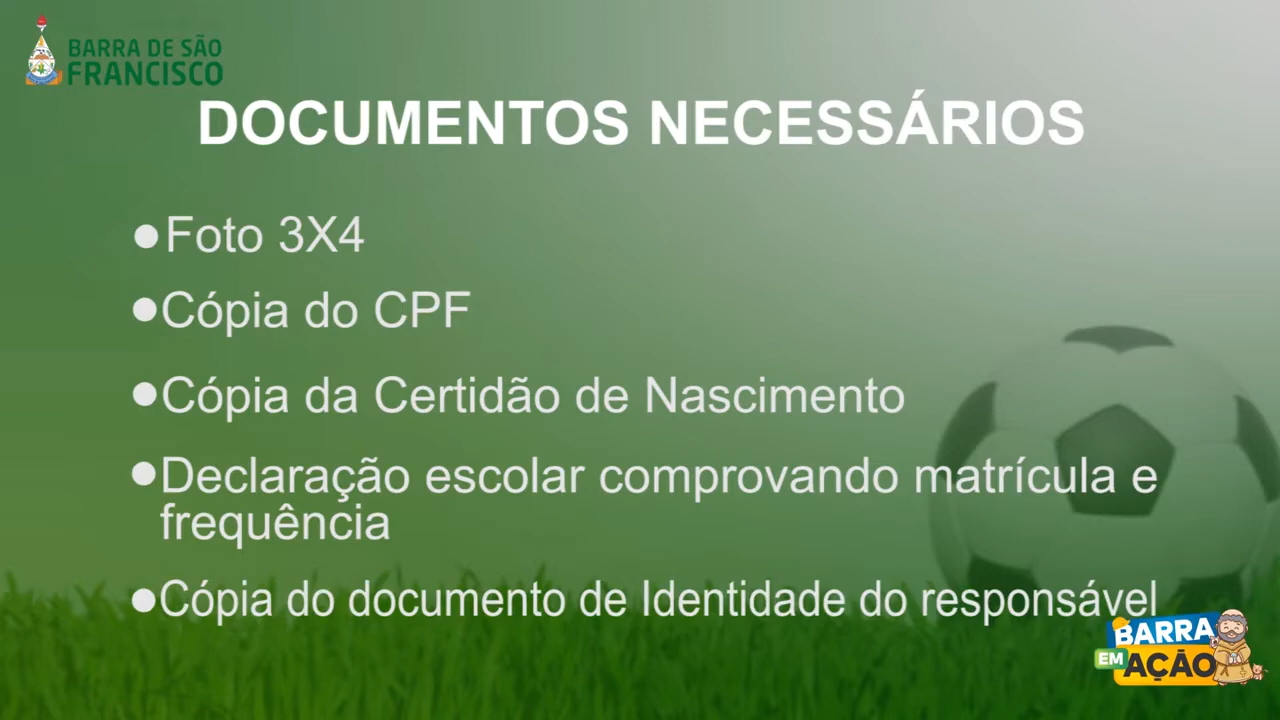 BARRA DE SÃO
FRANCISCO
DOCUMENTOS NECESSÁRIOS
●Foto 3X4
●Cópia do CPF
●Cópia da Certidão de Nascimento
●Declaração escolar comprovando matrícula e
frequência
●Cópia do documento de Identidade do responsável
BARRA
EM AÇÃO